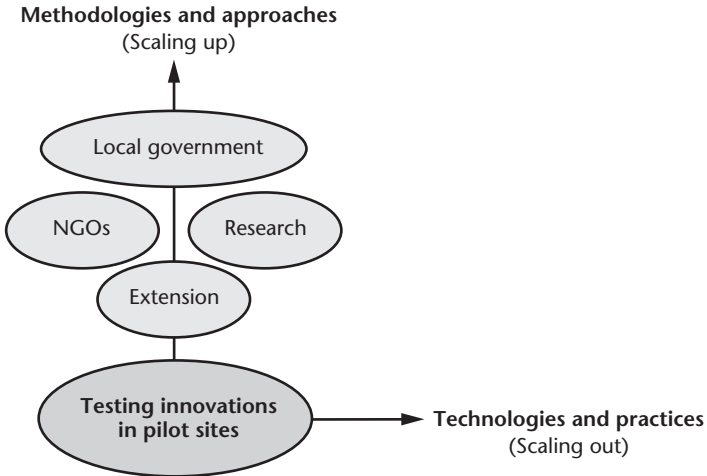 Methodologies and approaches
(Scaling up)
Local government
NGOs
Research
Extension
Testing innovations
in pilot sites
Technologies and practices
(Scaling out)